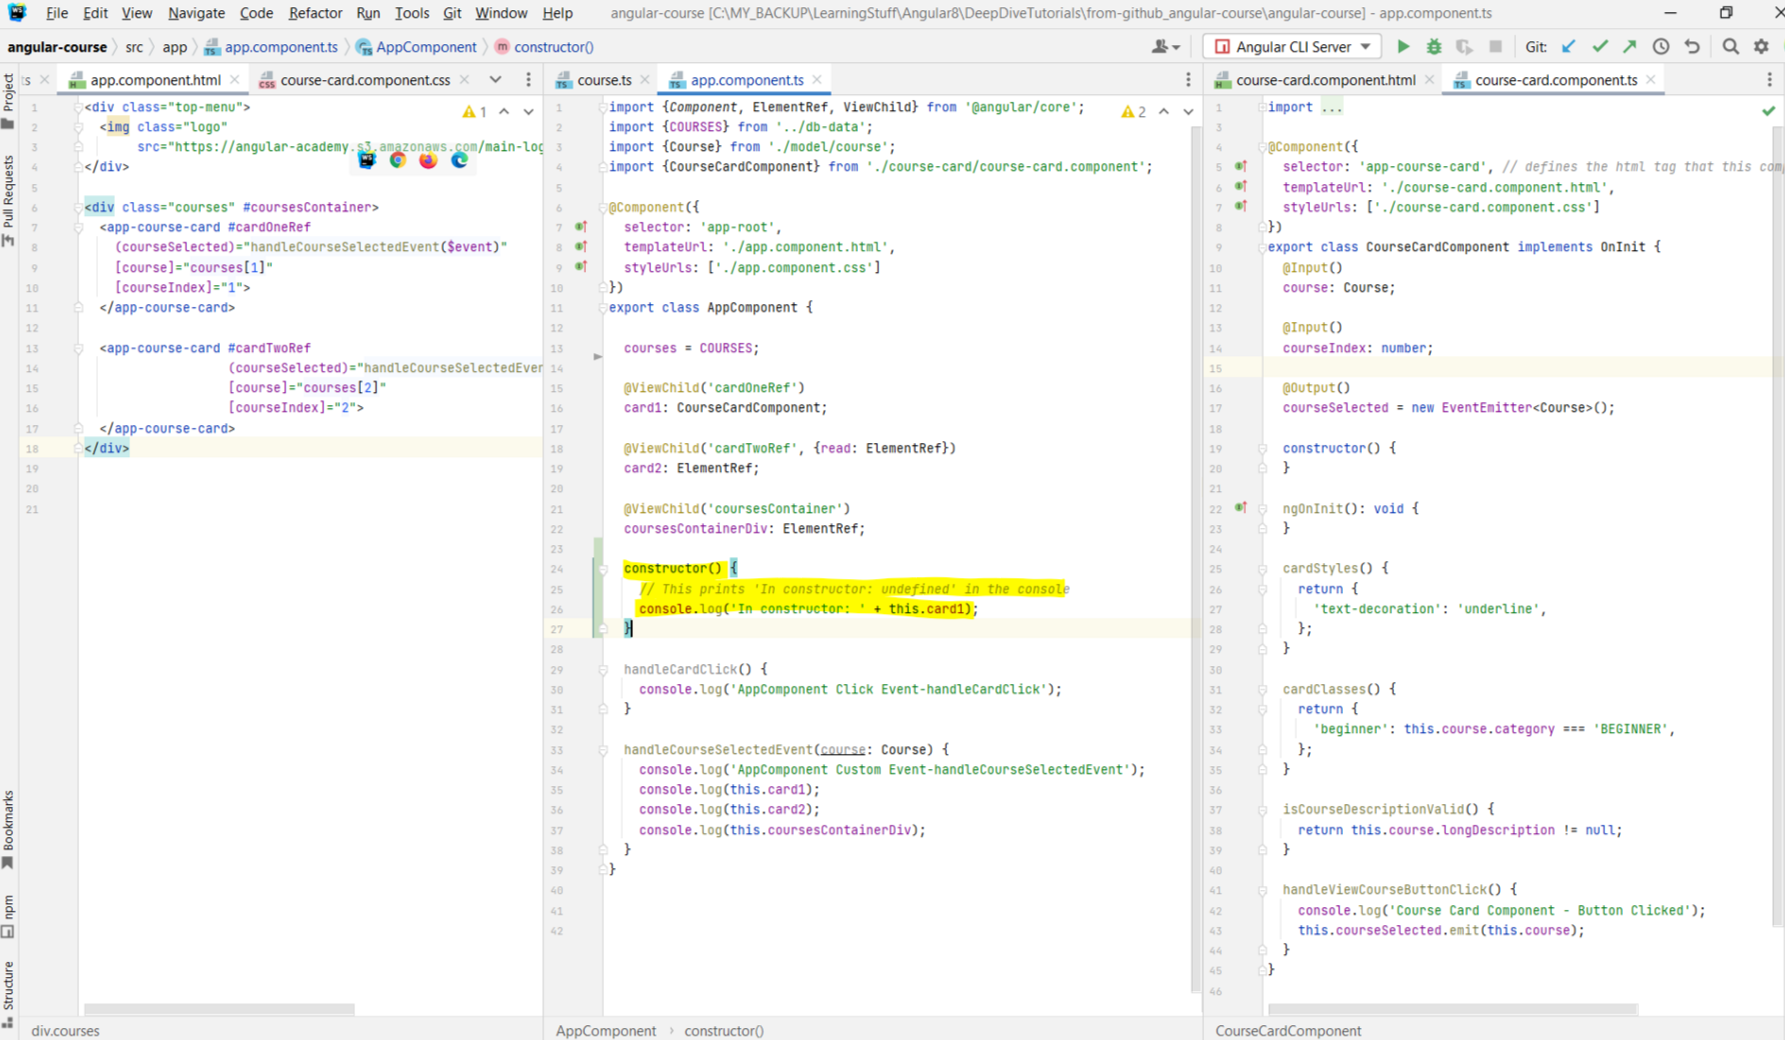 File Edit View Navigate Code Refactor Run Tools Git Window Help angular-course [C:\MY_BACKUP\LearningStuff\Angular8\DeepDiveTutorials\from-github_angular-course\angular-course] - app.component.ts
angular-course src app app.component.ts AppComponent constructor() Angular CLI Server Git:
ts app.component.html course-card.component.css course.ts app.component.ts course-card.component.html course-card.component.ts
Project
Pull Requests
Bookmarks
npm
Structure
1 <div class="top-menu">
2 <img class="logo"
3 src="https://angular-academy.s3.amazonaws.com/main-log
4 </div>
5
6 <div class="courses" #coursesContainer>
7 <app-course-card #cardOneRef
8 (courseSelected)="handleCourseSelectedEvent($event)"
9 [course]="courses[1]"
10 [courseIndex]="1">
11 </app-course-card>
12
13 <app-course-card #cardTwoRef
14 (courseSelected)="handleCourseSelectedEven
15 [course]="courses[2]"
16 [courseIndex]="2">
17 </app-course-card>
18 </div>
19
20
21
1
div.courses
1 import {Component, ElementRef, ViewChild} from '@angular/core';
2 import {COURSES} from '../db-data';
3 import {Course} from './model/course';
4 import {CourseCardComponent} from './course-card/course-card.component';
5
6 @Component({
7 selector: 'app-root',
8 templateUrl: './app.component.html',
9 styleUrls: ['./app.component.css']
10 })
11 export class AppComponent {
12
13 courses = COURSES;
14
15 @ViewChild('cardOneRef')
16 card1: CourseCardComponent;
17
18 @ViewChild('cardTwoRef', {read: ElementRef})
19 card2: ElementRef;
20
21 @ViewChild('coursesContainer')
22 coursesContainerDiv: ElementRef;
23
24 constructor() {
25 // This prints 'In constructor: undefined' in the console
26 console.log('In constructor: ' + this.card1);
27 }
28
29 handleCardClick() {
30 console.log('AppComponent Click Event-handleCardClick');
31 }
32
33 handleCourseSelectedEvent(course: Course) {
34 console.log('AppComponent Custom Event-handleCourseSelectedEvent');
35 console.log(this.card1);
36 console.log(this.card2);
37 console.log(this.coursesContainerDiv);
38 }
39 }
40
41
42
2
AppComponent constructor()
1 import ...
3
4 @Component({
5 selector: 'app-course-card', // defines the html tag that this com
6 templateUrl: './course-card.component.html',
7 styleUrls: ['./course-card.component.css']
8 })
9 export class CourseCardComponent implements OnInit {
10 @Input()
11 course: Course;
12
13 @Input()
14 courseIndex: number;
15
16 @Output()
17 courseSelected = new EventEmitter<Course>();
18
19 constructor() {
20 }
21
22 ngOnInit(): void {
23 }
24
25 cardStyles() {
26 return {
27 'text-decoration': 'underline',
28 };
29 }
30
31 cardClasses() {
32 return {
33 'beginner': this.course.category === 'BEGINNER',
34 };
35 }
36
37 isCourseDescriptionValid() {
38 return this.course.longDescription != null;
39 }
40
41 handleViewCourseButtonClick() {
42 console.log('Course Card Component - Button Clicked');
43 this.courseSelected.emit(this.course);
44 }
45 }
46
CourseCardComponent